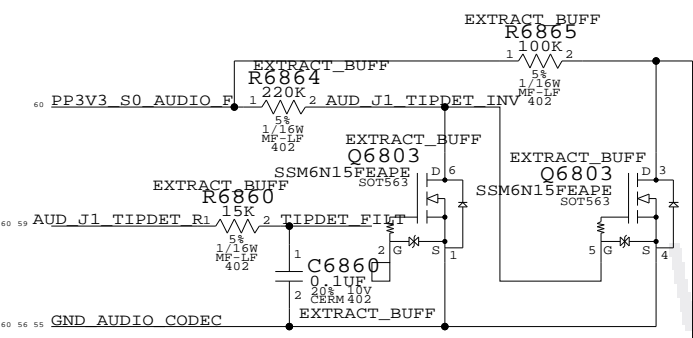 EXTRACT_BUFF
R6865
1 100K 2
5%
1/16W
MF-LF
402
EXTRACT_BUFF
R6864
60 PP3V3_S0_AUDIO_F 1 220K 2 AUD_J1_TIPDET_INV
5%
1/16W
MF-LF
402
EXTRACT_BUFF
Q6803
SSM6N15FEAPE
SOT563
D 6
2 G S 1
EXTRACT_BUFF
Q6803
SSM6N15FEAPE
SOT563
D 3
5 G S 4
EXTRACT_BUFF
R6860
60 59 AUD_J1_TIPDET_R 1 15K 2 TIPDET_FILT
5%
1/16W
MF-LF
402
1
C6860
0.1UF
2 20% 10V
CERM 402
EXTRACT_BUFF
60 56 55 GND_AUDIO_CODEC